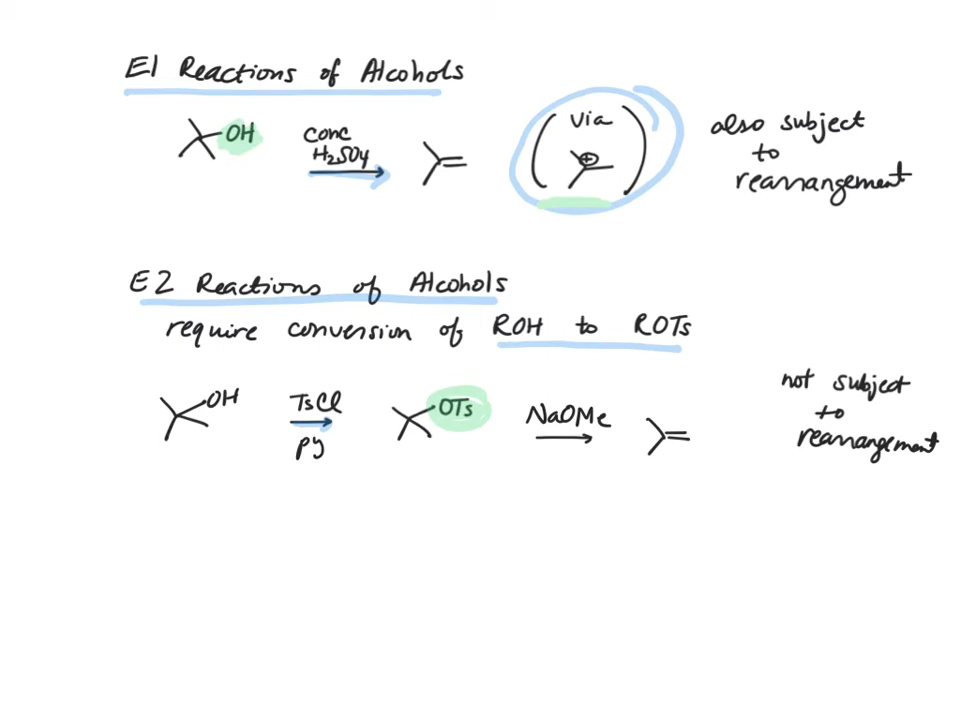 E1 Reactions of Alcohols
OH
conc
H₂SO₄
(via
⊕)
also subject
to
rearrangement
E2 Reactions of Alcohols
require conversion of ROH to ROTs
OH
TsCl
py
OTs
NaOMe
not subject
to
rearrangement